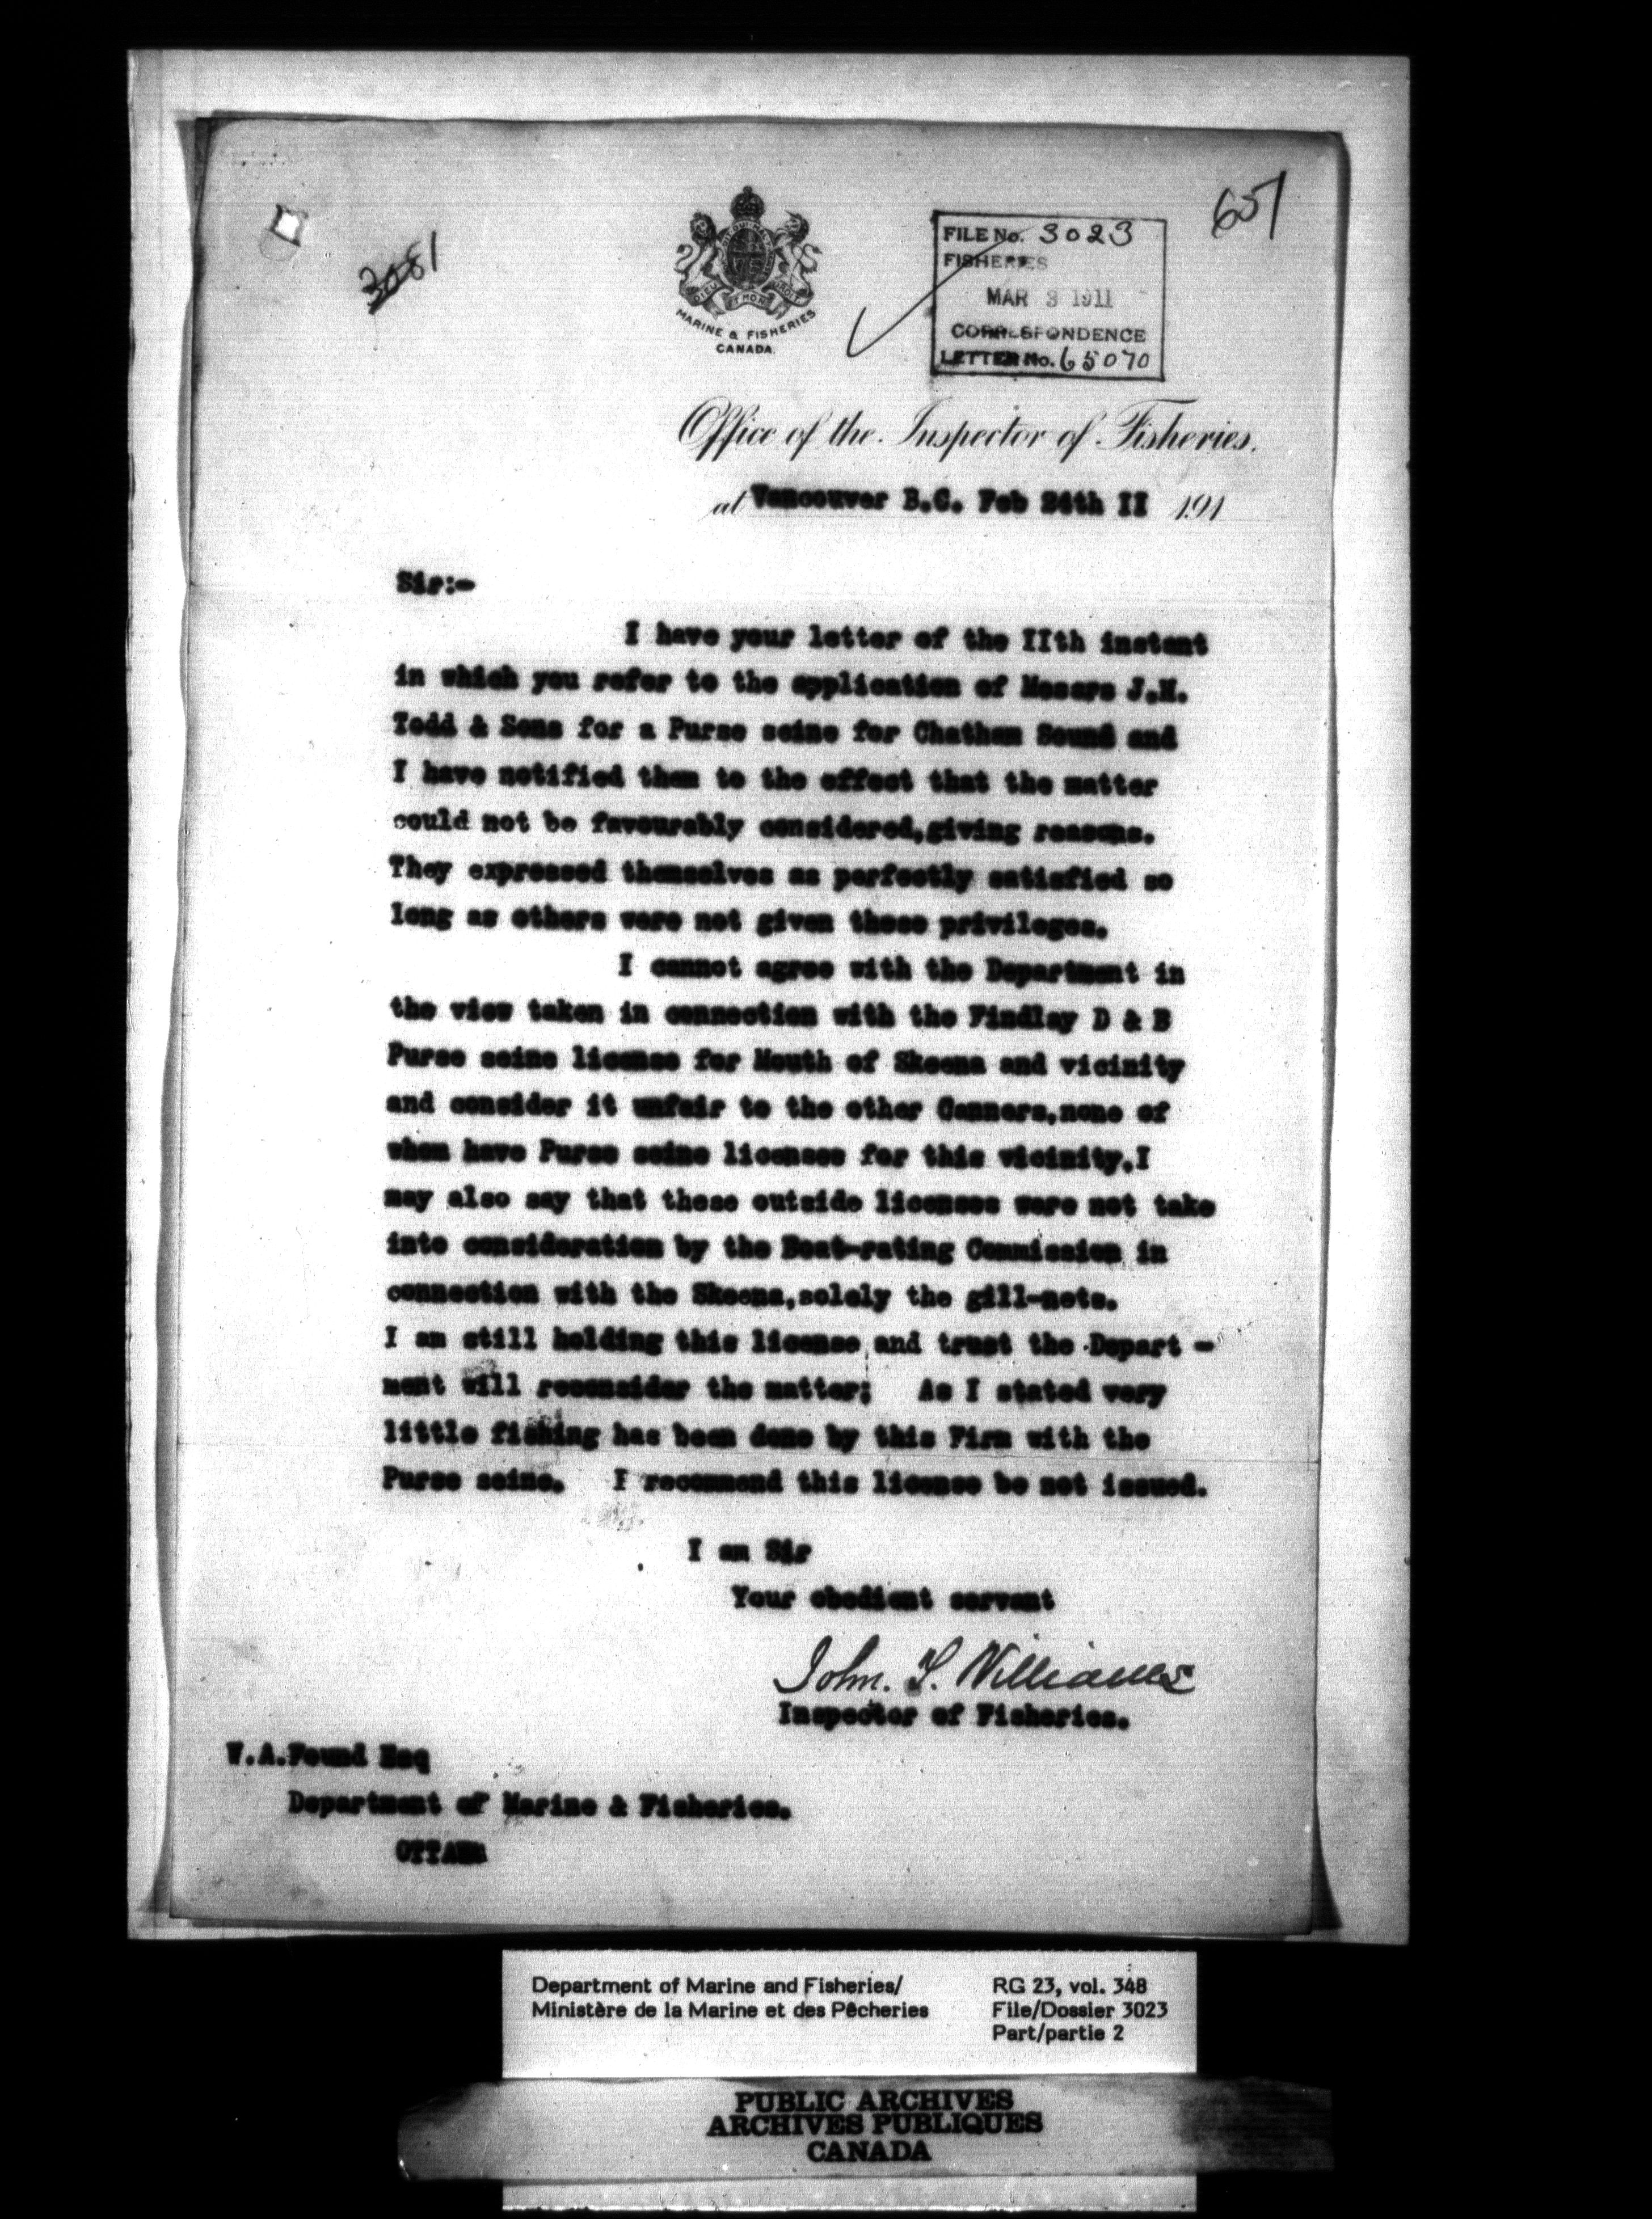 651
3081
FILE No. 3023
FISHERIES
MAR 3 1911
CORRESPONDENCE
LETTER No. 65070
DIEU ET MON DROIT
MARINE & FISHERIES
CANADA.
Office of the Inspector of Fisheries.
at Vancouver B.C. Feb 24th II 191
Sir:-
I have your letter of the IIth instant
in which you refer to the application of Messrs J.H.
Todd & Sons for a Purse seine for Chatham Sound and
I have notified them to the effect that the matter
could not be favourably considered,giving reasons.
They expressed themselves as perfectly satisfied so
long as others were not given these privileges.
I cannot agree with the Department in
the view taken in connection with the Findlay D & B
Purse seine license for Mouth of Skeena and vicinity
and consider it unfair to the other Canners,none of
whom have Purse seine licenses for this vicinity.I
may also say that these outside licenses were not take
into consideration by the Boat-rating Commission in
connection with the Skeena,solely the gill-nets.
I am still holding this license and trust the Depart -
ment will reconsider the matter; As I stated very
little fishing has been done by this Firm with the
Purse seine. I recommend this license be not issued.
I am Sir
Your obedient servant
John. T. Williams
Inspector of Fisheries.
W.A.Found Esq
Department of Marine & Fisheries.
OTTAWA
Department of Marine and Fisheries/
Ministère de la Marine et des Pêcheries
RG 23, vol. 348
File/Dossier 3023
Part/partie 2
PUBLIC ARCHIVES
ARCHIVES PUBLIQUES
CANADA